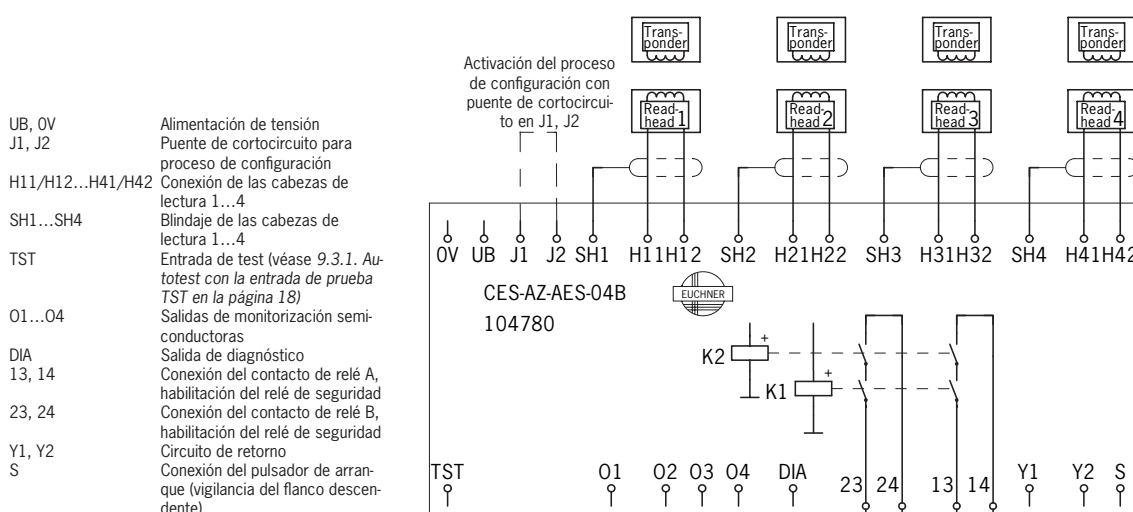 UB, 0V Alimentación de tensión
J1, J2 Puente de cortocircuito para
proceso de configuración
H11/H12...H41/H42 Conexión de las cabezas de
lectura 1...4
SH1...SH4 Blindaje de las cabezas de
lectura 1...4
TST Entrada de test (véase 9.3.1. Au-
totest con la entrada de prueba
TST en la página 18)
O1...O4 Salidas de monitorización semi-
conductoras
DIA Salida de diagnóstico
13, 14 Conexión del contacto de relé A,
habilitación del relé de seguridad
23, 24 Conexión del contacto de relé B,
habilitación del relé de seguridad
Y1, Y2 Circuito de retorno
S Conexión del pulsador de arran-
que (vigilancia del flanco descen-
dente)
Activación del proceso
de configuración con
puente de cortocircui-
to en J1, J2
Trans-
ponder
Trans-
ponder
Trans-
ponder
Trans-
ponder
Read-
head 1
Read-
head 2
Read-
head 3
Read-
head 4
0V UB J1 J2 SH1 H11 H12 SH2 H21 H22 SH3 H31 H32 SH4 H41 H42
CES-AZ-AES-04B
104780
EUCHNER
K2 +
K1 +
TST O1 O2 O3 O4 DIA 23 24 13 14 Y1 Y2 S